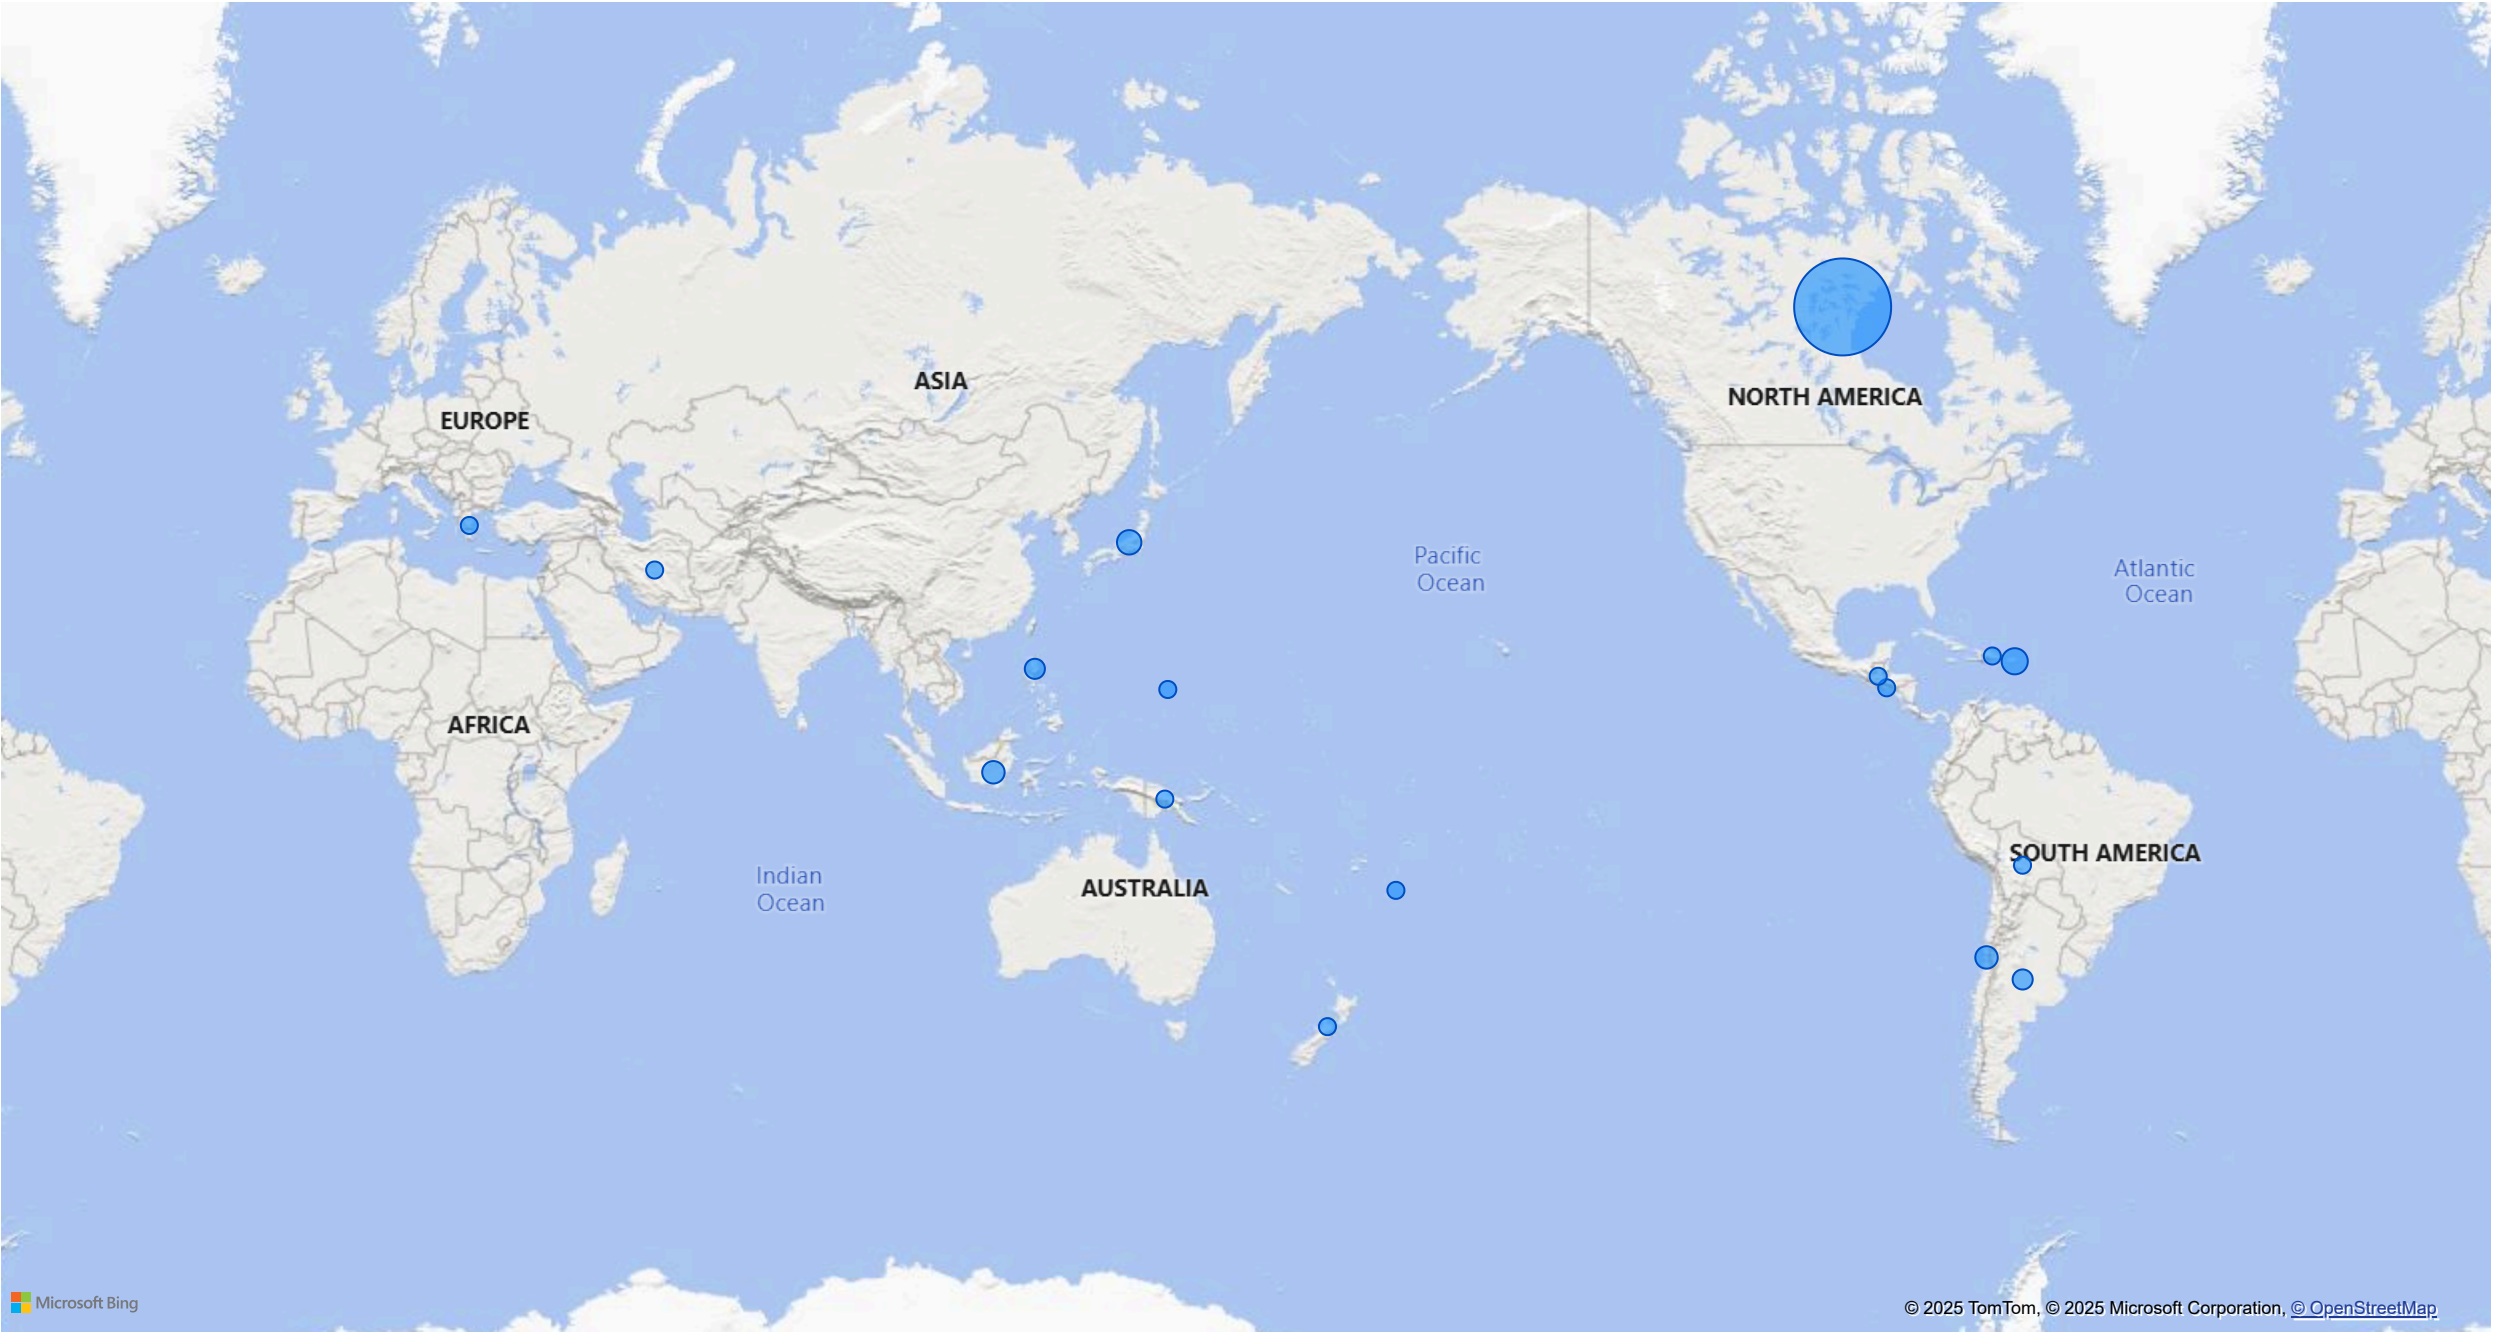 ASIA
NORTH AMERICA
EUROPE
Pacific
Ocean
Atlantic
Ocean
AFRICA
SOUTH AMERICA
Indian
Ocean
AUSTRALIA
Microsoft Bing
© 2025 TomTom, © 2025 Microsoft Corporation, © OpenStreetMap